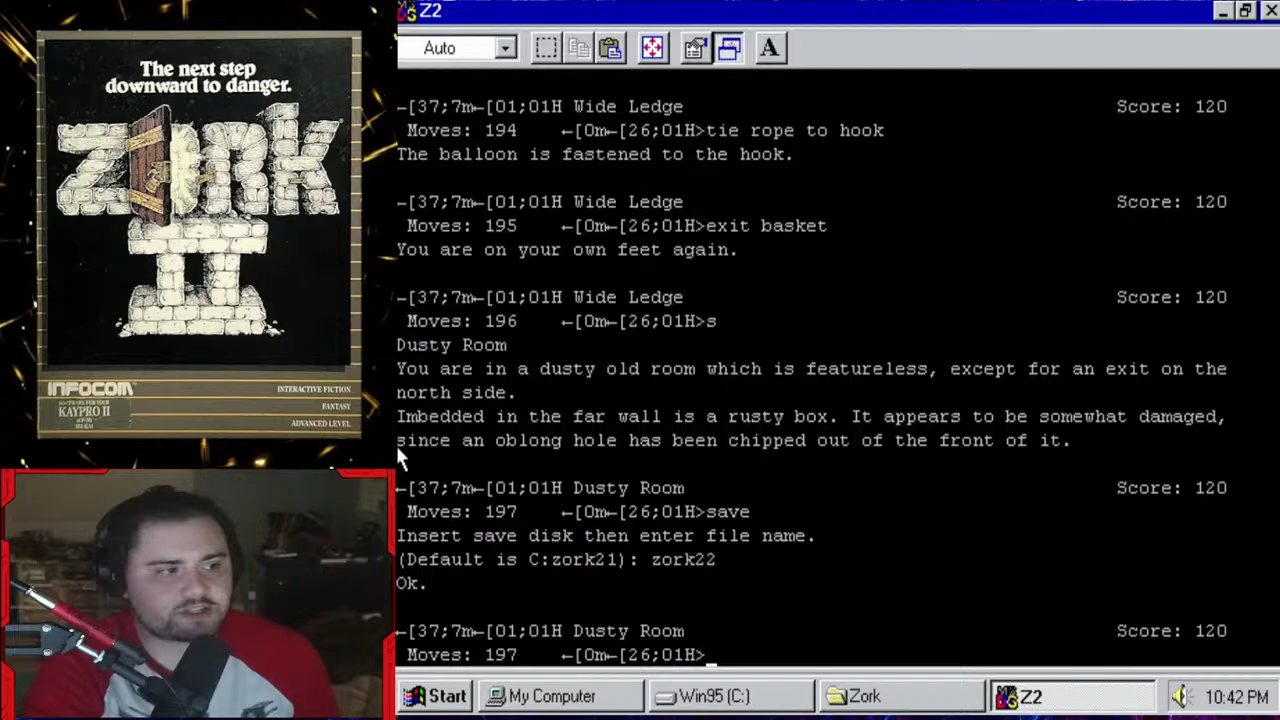 The next step
downward to danger.
ZORK
II
INFOCOM
INTERACTIVE FICTION
FANTASY
ADVANCED LEVEL
KAYPRO II
Z2
Auto
A
←[37;7m←[01;01H Wide Ledge Score: 120
Moves: 194 ←[0m←[26;01H>tie rope to hook
The balloon is fastened to the hook.
←[37;7m←[01;01H Wide Ledge Score: 120
Moves: 195 ←[0m←[26;01H>exit basket
You are on your own feet again.
←[37;7m←[01;01H Wide Ledge Score: 120
Moves: 196 ←[0m←[26;01H>s
Dusty Room
You are in a dusty old room which is featureless, except for an exit on the
north side.
Imbedded in the far wall is a rusty box. It appears to be somewhat damaged,
since an oblong hole has been chipped out of the front of it.
←[37;7m←[01;01H Dusty Room Score: 120
Moves: 197 ←[0m←[26;01H>save
Insert save disk then enter file name.
(Default is C:zork21): zork22
Ok.
←[37;7m←[01;01H Dusty Room Score: 120
Moves: 197 ←[0m←[26;01H>_
Start My Computer Win95 (C:) Zork Z2 10:42 PM